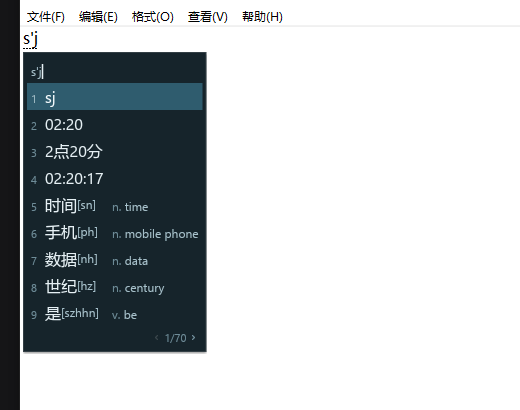 文件(F) 编辑(E) 格式(O) 查看(V) 帮助(H)
s'j
s'j
1 sj
2 02:20
3 2点20分
4 02:20:17
5 时间[sn] n. time
6 手机[ph] n. mobile phone
7 数据[nh] n. data
8 世纪[hz] n. century
9 是[szhhn] v. be
‹ 1/70 ›